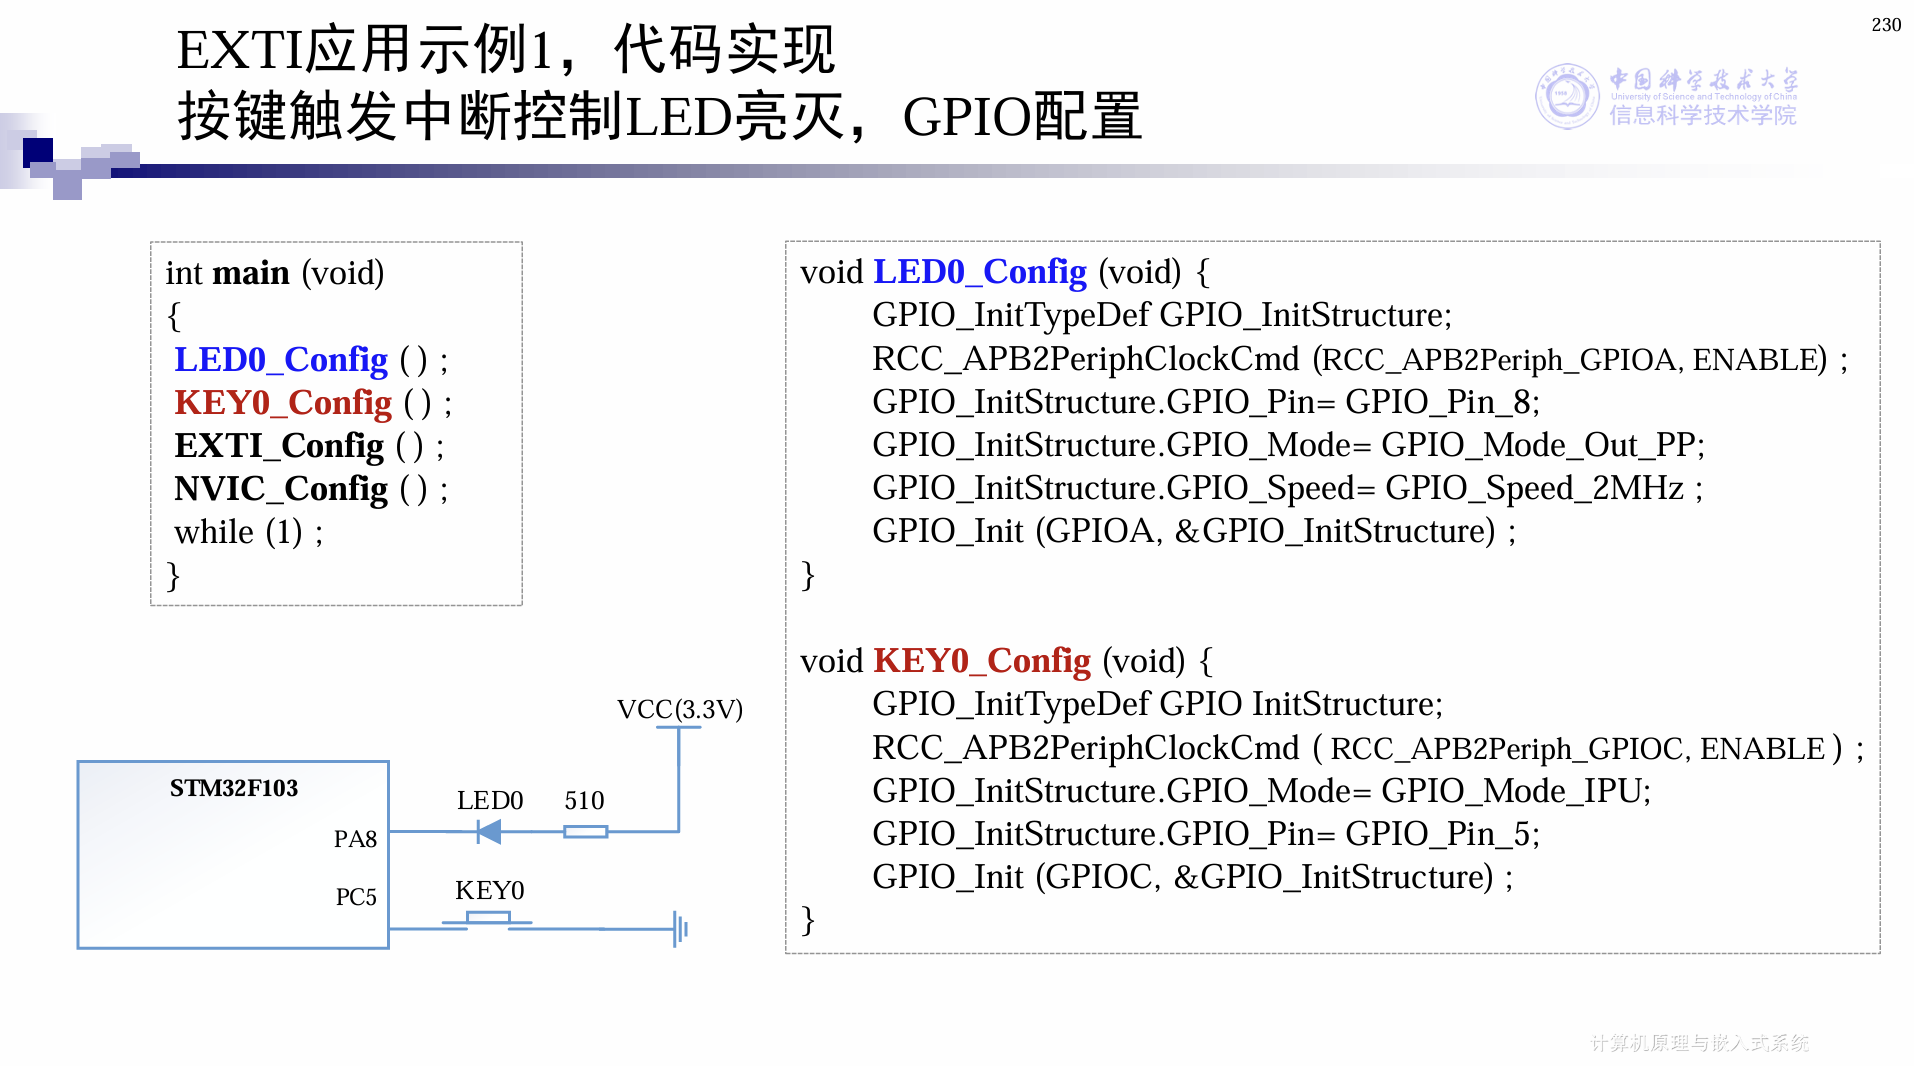 230
EXTI应用示例1，代码实现
按键触发中断控制LED亮灭，GPIO配置
中国科学技术大学
University of Science and Technology of China
信息科学技术学院
int main (void)
{
LED0_Config ( ) ;
KEY0_Config ( ) ;
EXTI_Config ( ) ;
NVIC_Config ( ) ;
while (1) ;
}
void LED0_Config (void) {
GPIO_InitTypeDef GPIO_InitStructure;
RCC_APB2PeriphClockCmd (RCC_APB2Periph_GPIOA, ENABLE) ;
GPIO_InitStructure.GPIO_Pin= GPIO_Pin_8;
GPIO_InitStructure.GPIO_Mode= GPIO_Mode_Out_PP;
GPIO_InitStructure.GPIO_Speed= GPIO_Speed_2MHz ;
GPIO_Init (GPIOA, &GPIO_InitStructure) ;
}
void KEY0_Config (void) {
GPIO_InitTypeDef GPIO InitStructure;
RCC_APB2PeriphClockCmd ( RCC_APB2Periph_GPIOC, ENABLE ) ;
GPIO_InitStructure.GPIO_Mode= GPIO_Mode_IPU;
GPIO_InitStructure.GPIO_Pin= GPIO_Pin_5;
GPIO_Init (GPIOC, &GPIO_InitStructure) ;
}
VCC(3.3V)
STM32F103
LED0 510
PA8
KEY0
PC5
计算机原理与嵌入式系统